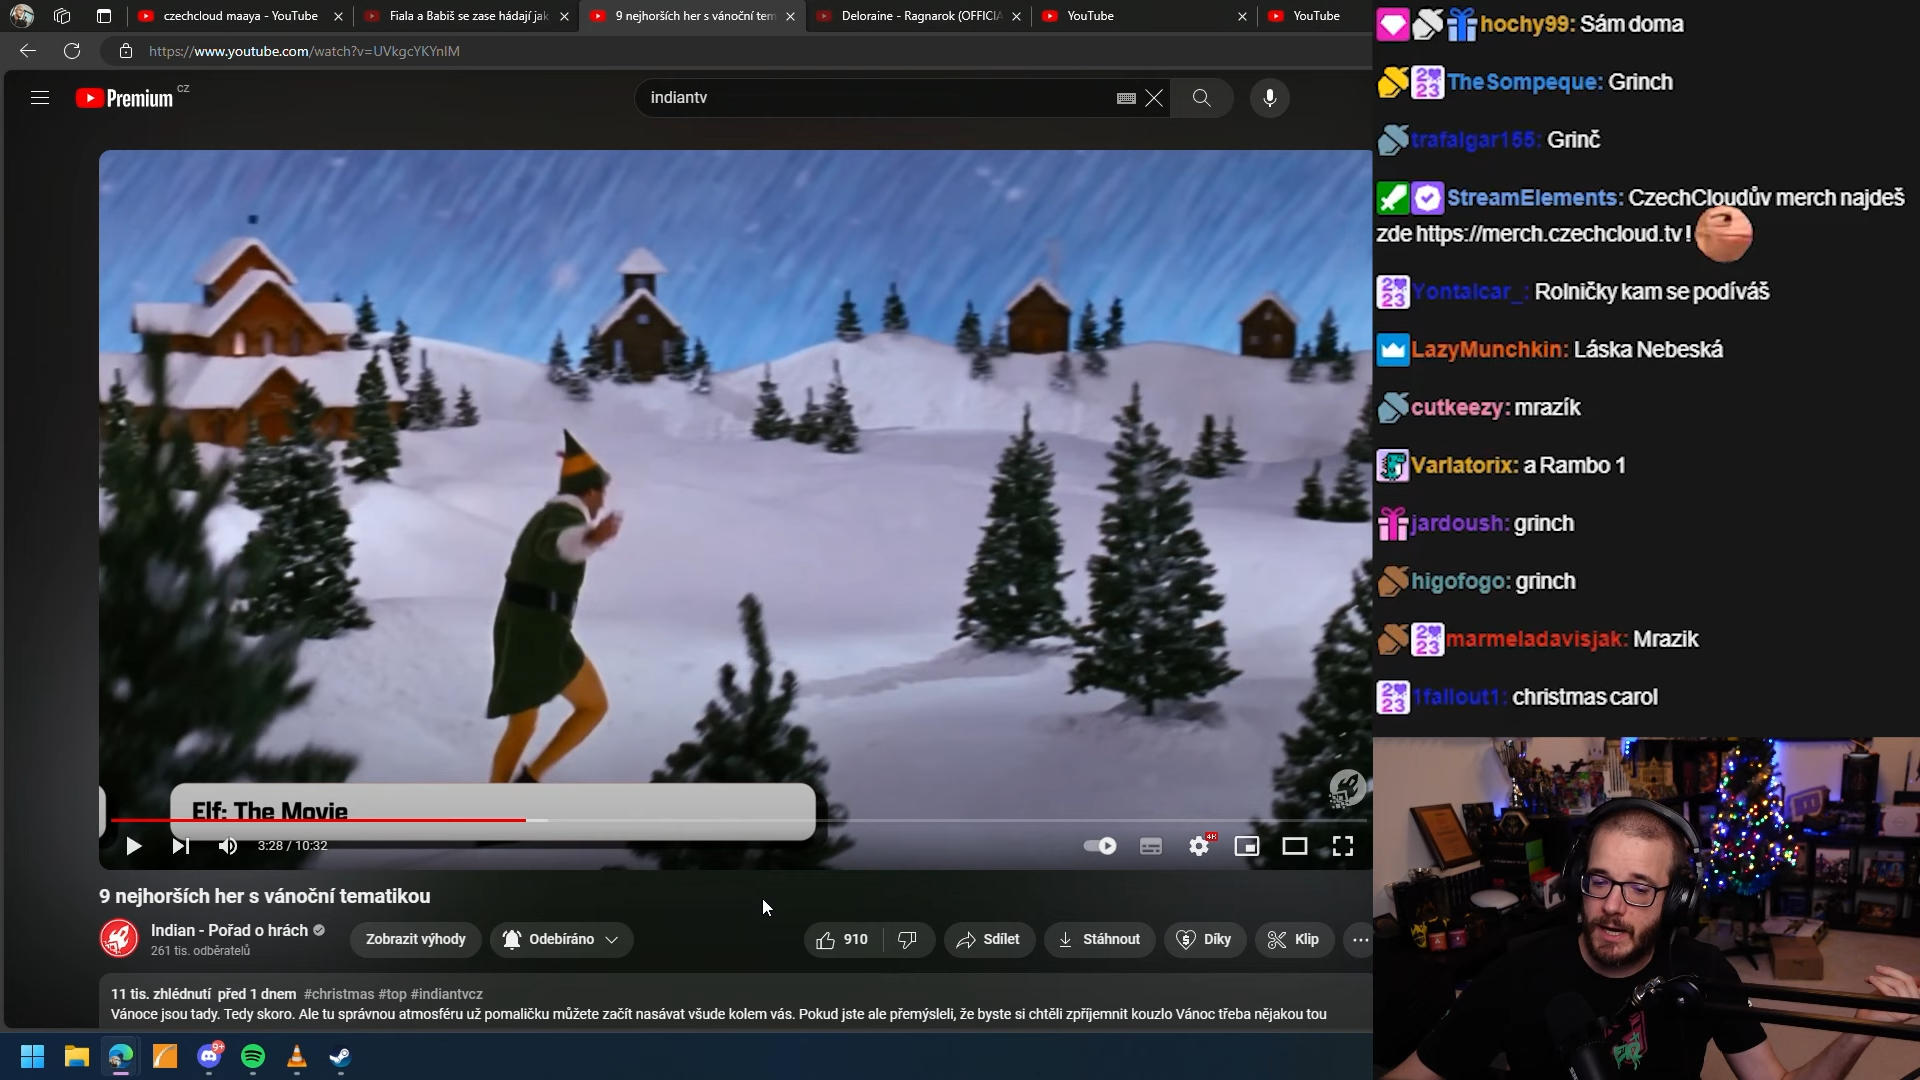 czechcloud maaya - YouTube
Fiala a Babiš se zase hádají jak
9 nejhorších her s vánoční tem
Deloraine - Ragnarok (OFFICIA
YouTube
YouTube
https://www.youtube.com/watch?v=UVkgcYKYnIM
Premium CZ
indiantv
Elf: The Movie
3:28 / 10:32
4K
9 nejhorších her s vánoční tematikou
Indian - Pořad o hrách
261 tis. odběratelů
Zobrazit výhody
Odebíráno
910
Sdílet
Stáhnout
Díky
Klip
11 tis. zhlédnutí před 1 dnem #christmas #top #indiantvcz
Vánoce jsou tady. Tedy skoro. Ale tu správnou atmosféru už pomaličku můžete začít nasávat všude kolem vás. Pokud jste ale přemýšleli, že byste si chtěli zpříjemnit kouzlo Vánoc třeba nějakou tou
9+
hochy99: Sám doma
2023 TheSompeque: Grinch
trafalgar155: Grinč
StreamElements: CzechCloudův merch najdeš
zde https://merch.czechcloud.tv !
2023 Yontalcar_: Rolničky kam se podíváš
LazyMunchkin: Láska Nebeská
cutkeezy: mrazík
Varlatorix: a Rambo 1
jardoush: grinch
higofogo: grinch
2023 marmeladavisjak: Mrazik
2023 1fallout1: christmas carol